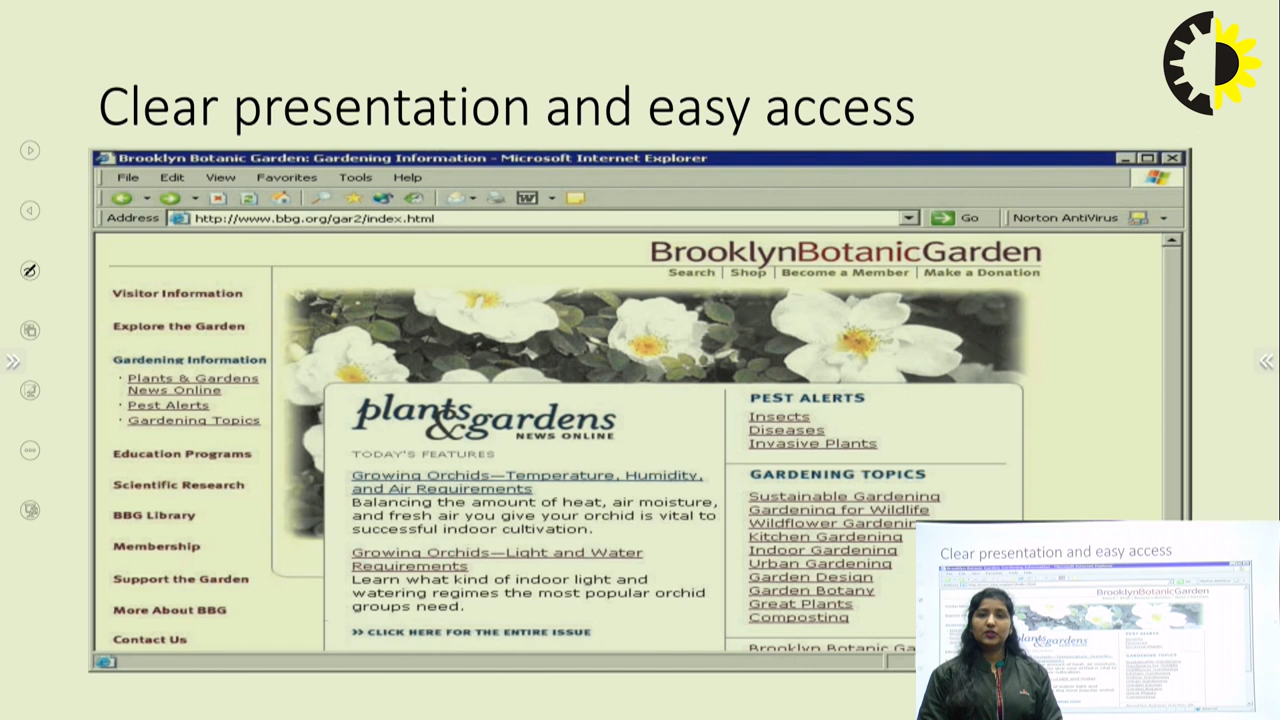 Clear presentation and easy access
Brooklyn Botanic Garden: Gardening Information - Microsoft Internet Explorer
File Edit View Favorites Tools Help
Address http://www.bbg.org/gar2/index.html Go Norton AntiVirus
BrooklynBotanicGarden
Search | Shop | Become a Member | Make a Donation
Visitor Information
Explore the Garden
Gardening Information
· Plants & Gardens
News Online
· Pest Alerts
· Gardening Topics
Education Programs
Scientific Research
BBG Library
Membership
Support the Garden
More About BBG
Contact Us
plants
&gardens
NEWS ONLINE
TODAY'S FEATURES
Growing Orchids—Temperature, Humidity,
and Air Requirements
Balancing the amount of heat, air moisture,
and fresh air you give your orchid is vital to
successful indoor cultivation.
Growing Orchids—Light and Water
Requirements
Learn what kind of indoor light and
watering regimes the most popular orchid
groups need.
>> CLICK HERE FOR THE ENTIRE ISSUE
PEST ALERTS
Insects
Diseases
Invasive Plants
GARDENING TOPICS
Sustainable Gardening
Gardening for Wildlife
Wildflower Gardenin
Kitchen Gardening
Indoor Gardening
Urban Gardening
Garden Design
Garden Botany
Great Plants
Composting
Brooklyn Botanic Ga
Clear presentation and easy access
BrooklynBotanicGarden
plants
&gardens